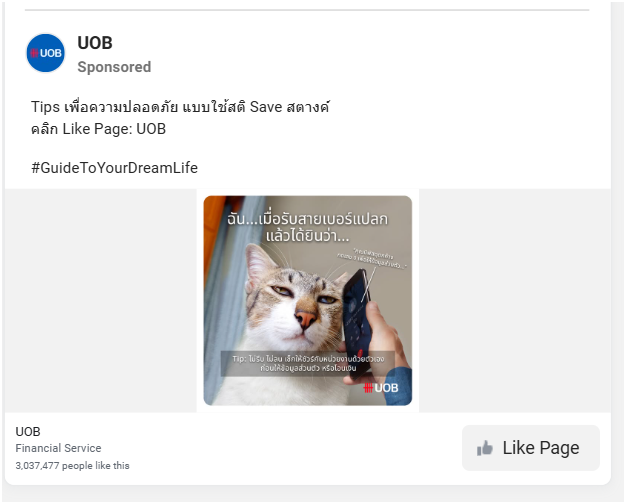 UOB
UOB
Sponsored
Tips เพื่อความปลอดภัย แบบใช้สติ Save สตางค์
คลิก Like Page: UOB
#GuideToYourDreamLife
ฉัน...เมื่อรับสายเบอร์แปลก
แล้วได้ยินว่า...
Tip: ไม่รับ ไม่ลน เช็กให้ชัวร์กับหน่วยงานด้วยตัวเอง
ก่อนให้ข้อมูลส่วนตัว หรือโอนเงิน
UOB
UOB
Financial Service
3,037,477 people like this
Like Page